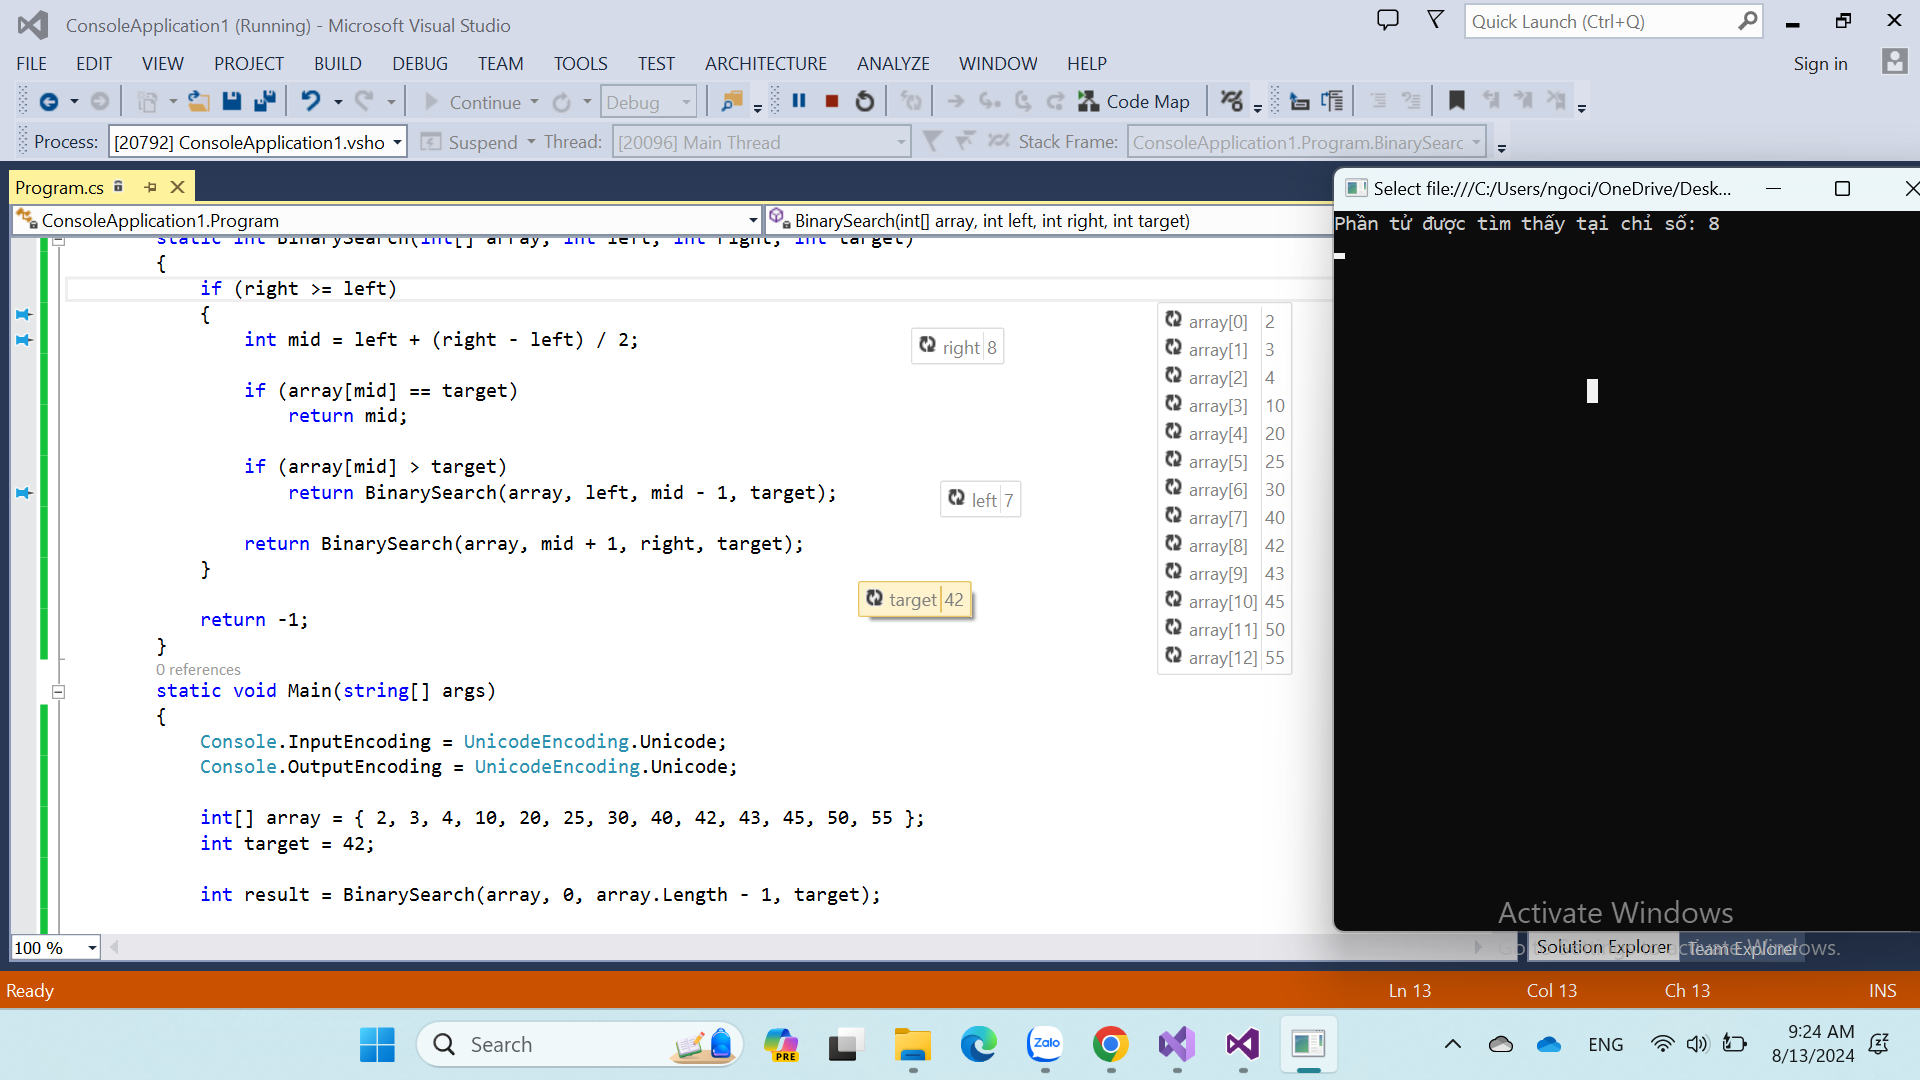 ConsoleApplication1 (Running) - Microsoft Visual Studio
Quick Launch (Ctrl+Q)
FILE EDIT VIEW PROJECT BUILD DEBUG TEAM TOOLS TEST ARCHITECTURE ANALYZE WINDOW HELP
Sign in
Continue Debug Code Map
Process: [20792] ConsoleApplication1.vsho Suspend Thread: [20096] Main Thread Stack Frame: ConsoleApplication1.Program.BinarySearc
Program.cs
ConsoleApplication1.Program BinarySearch(int[] array, int left, int right, int target)
static int BinarySearch(int[] array, int left, int right, int target)
{
if (right >= left)
{
int mid = left + (right - left) / 2;
if (array[mid] == target)
return mid;
if (array[mid] > target)
return BinarySearch(array, left, mid - 1, target);
return BinarySearch(array, mid + 1, right, target);
}
return -1;
}
0 references
static void Main(string[] args)
{
Console.InputEncoding = UnicodeEncoding.Unicode;
Console.OutputEncoding = UnicodeEncoding.Unicode;
int[] array = { 2, 3, 4, 10, 20, 25, 30, 40, 42, 43, 45, 50, 55 };
int target = 42;
int result = BinarySearch(array, 0, array.Length - 1, target);
right 8
left 7
target 42
array[0] 2
array[1] 3
array[2] 4
array[3] 10
array[4] 20
array[5] 25
array[6] 30
array[7] 40
array[8] 42
array[9] 43
array[10] 45
array[11] 50
array[12] 55
Select file:///C:/Users/ngoci/OneDrive/Desk...
Phần tử được tìm thấy tại chỉ số: 8
Activate Windows
Windows.
100 %
Solution Explorer Team Explorer
Ready Ln 13 Col 13 Ch 13 INS
Search
PRE
Zalo
ENG
9:24 AM
8/13/2024